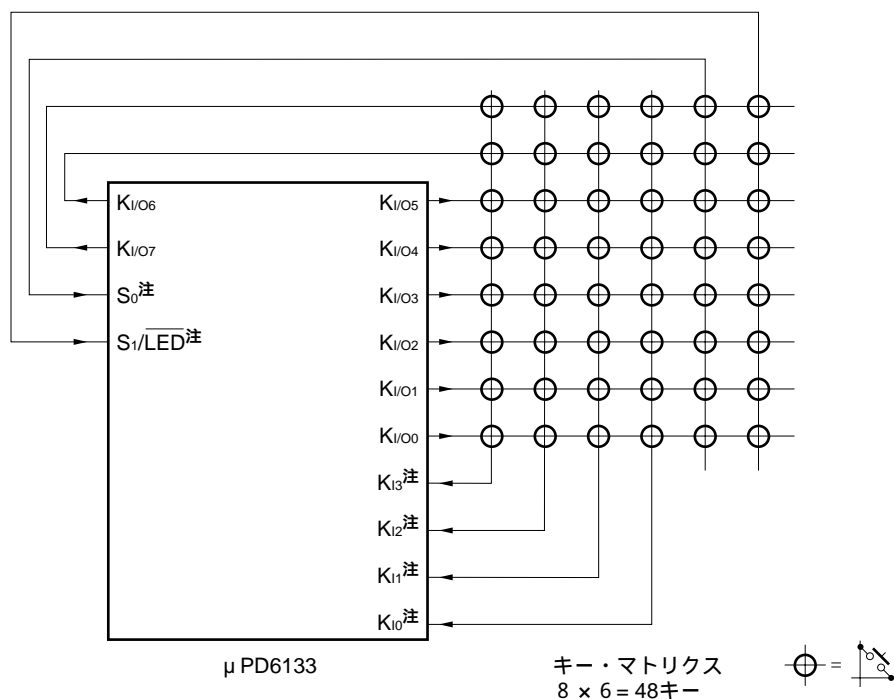 KI/O6
KI/O7
S0注
S1/LED注
KI/O5
KI/O4
KI/O3
KI/O2
KI/O1
KI/O0
KI3注
KI2注
KI1注
KI0注
μPD6133
キー・マトリクス
8 × 6 = 48キー
=